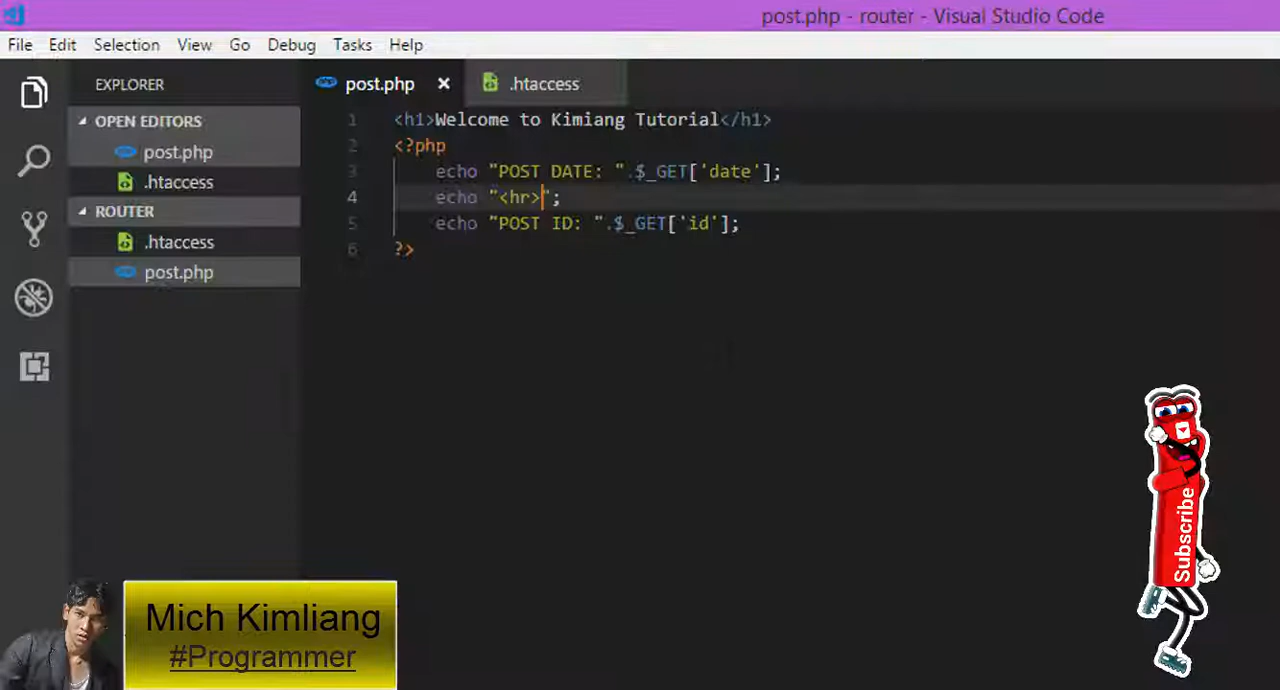 post.php - router - Visual Studio Code
File Edit Selection View Go Debug Tasks Help
EXPLORER
post.php
.htaccess
OPEN EDITORS
post.php
.htaccess
ROUTER
.htaccess
post.php
1 <h1>Welcome to Kimiang Tutorial</h1>
2 <?php
3 echo "POST DATE: ".$_GET['date'];
4 echo "<hr>";
5 echo "POST ID: ".$_GET['id'];
6 ?>
Subscribe
Mich Kimliang
#Programmer